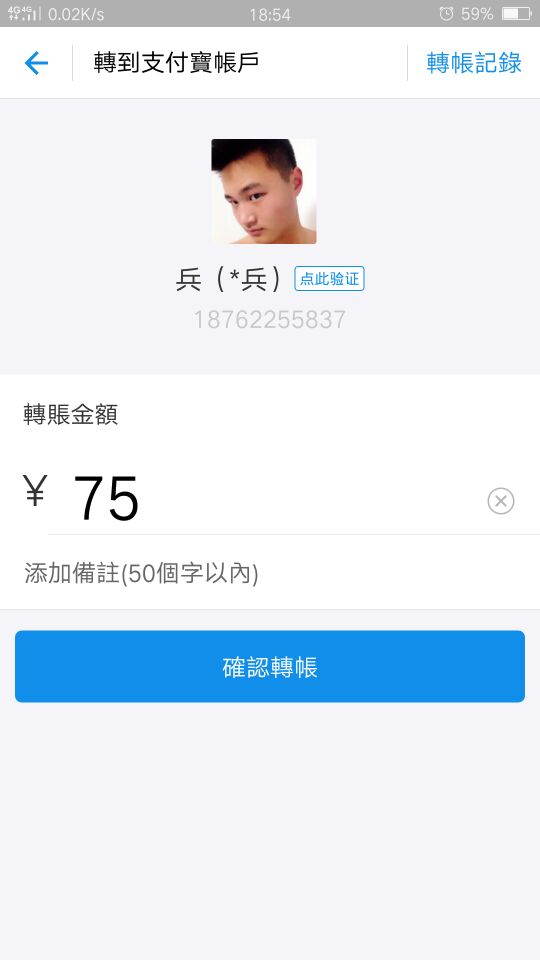 4G 4G 0.02K/s 18:54 59%
轉到支付寶帳戶 轉帳記錄
兵（*兵） 点此验证
18762255837
轉賬金額
¥ 75
添加備註(50個字以內)
確認轉帳